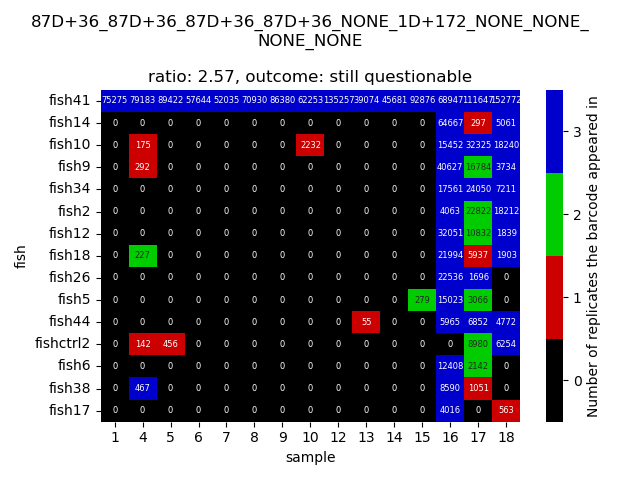 87D+36_87D+36_87D+36_87D+36_NONE_1D+172_NONE_NONE_
NONE_NONE
ratio: 2.57, outcome: still questionable
fish41 75275 79183 89422 57644 52035 70930 86380 62253 135257 39074 45681 92876 68947 111647 152772
fish14 0 0 0 0 0 0 0 0 0 0 0 0 64667 297 5061
fish10 0 175 0 0 0 0 0 2232 0 0 0 0 15452 32325 18240
fish9 0 292 0 0 0 0 0 0 0 0 0 0 40627 16784 3734
fish34 0 0 0 0 0 0 0 0 0 0 0 0 17561 24050 7211
fish2 0 0 0 0 0 0 0 0 0 0 0 0 4063 22822 18212
fish12 0 0 0 0 0 0 0 0 0 0 0 0 32051 10832 1839
fish18 0 227 0 0 0 0 0 0 0 0 0 0 21994 5937 1903
fish26 0 0 0 0 0 0 0 0 0 0 0 0 22536 1696 0
fish5 0 0 0 0 0 0 0 0 0 0 0 279 15023 3066 0
fish44 0 0 0 0 0 0 0 0 0 55 0 0 5965 6852 4772
fishctrl2 0 142 456 0 0 0 0 0 0 0 0 0 0 8980 6254
fish6 0 0 0 0 0 0 0 0 0 0 0 0 12408 2142 0
fish38 0 467 0 0 0 0 0 0 0 0 0 0 8590 1051 0
fish17 0 0 0 0 0 0 0 0 0 0 0 0 4016 0 563
1 4 5 6 7 8 9 10 12 13 14 15 16 17 18
sample
fish
3
2
1
0
Number of replicates the barcode appeared in